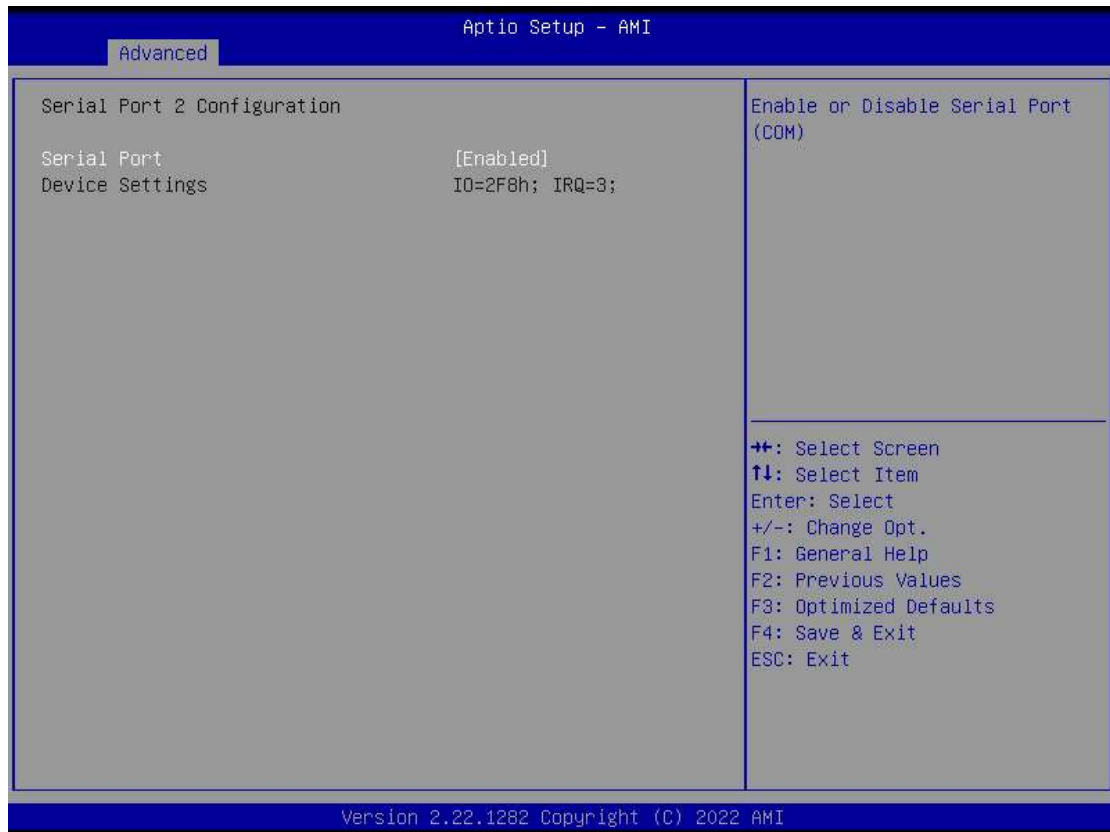 Aptio Setup - AMI
Advanced
Serial Port 2 Configuration
Serial Port [Enabled]
Device Settings IO=2F8h; IRQ=3;
Enable or Disable Serial Port
(COM)
→←: Select Screen
↑↓: Select Item
Enter: Select
+/-: Change Opt.
F1: General Help
F2: Previous Values
F3: Optimized Defaults
F4: Save & Exit
ESC: Exit
Version 2.22.1282 Copyright (C) 2022 AMI